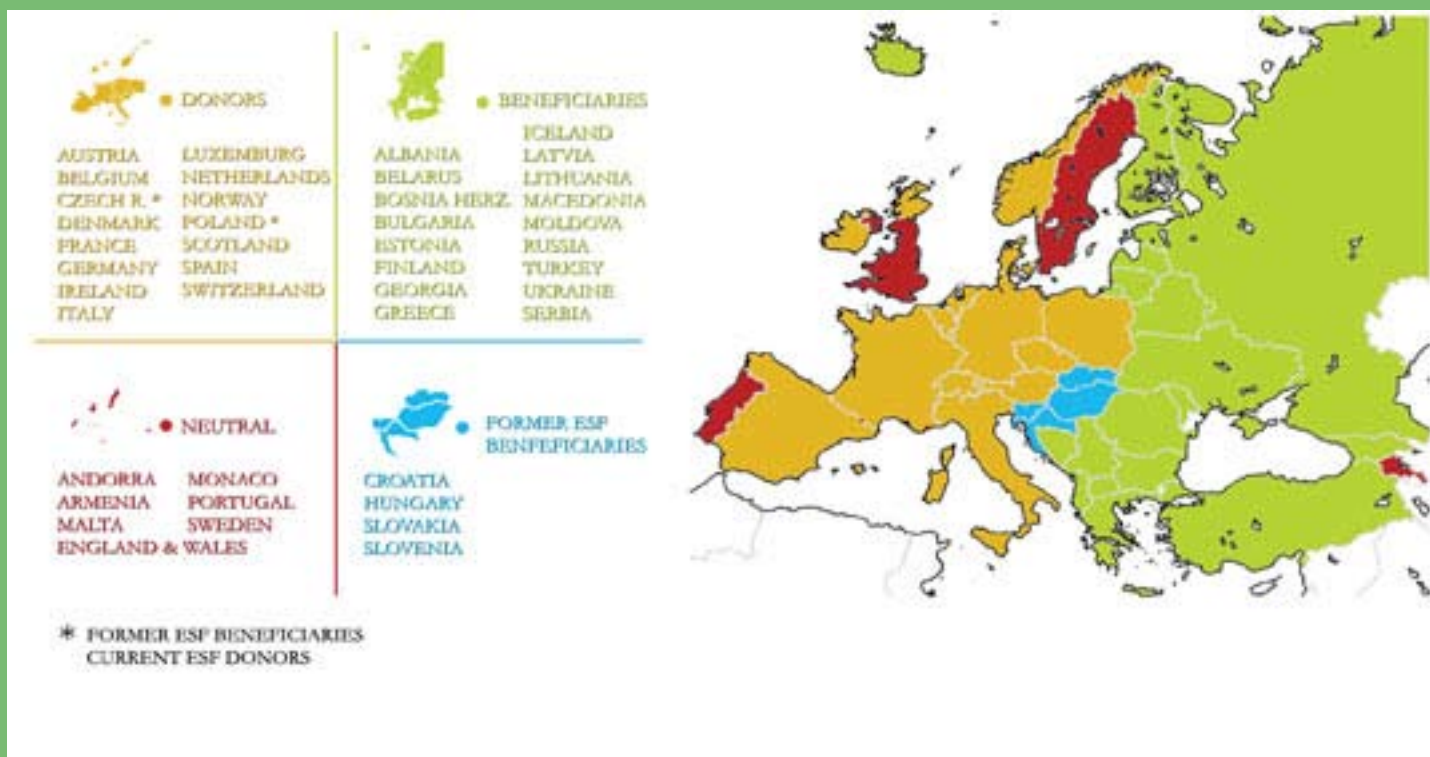 DONORS
AUSTRIA
BELGIUM
CZECH R. *
DENMARK
FRANCE
GERMANY
IRELAND
ITALY
LUXEMBURG
NETHERLANDS
NORWAY
POLAND *
SCOTLAND
SPAIN
SWITZERLAND
BENEFICIARIES
ALBANIA
BELARUS
BOSNIA HERZ.
BULGARIA
ESTONIA
FINLAND
GEORGIA
GREECE
ICELAND
LATVIA
LITHUANIA
MACEDONIA
MOLDOVA
RUSSIA
TURKEY
UKRAINE
SERBIA
NEUTRAL
ANDORRA
ARMENIA
MALTA
ENGLAND & WALES
MONACO
PORTUGAL
SWEDEN
FORMER ESF
BENFEFICIARIES
CROATIA
HUNGARY
SLOVAKIA
SLOVENIA
* FORMER ESF BENEFICIARIES
CURRENT ESF DONORS